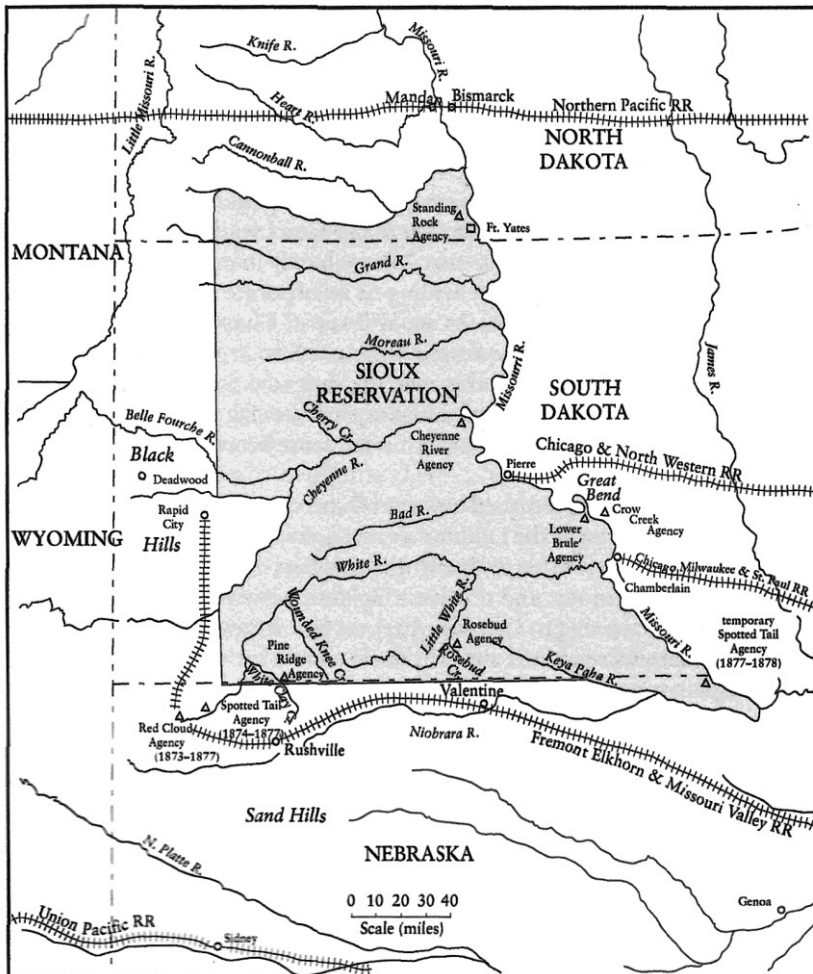 Knife R.
Missouri R.
Little Missouri R.
Heart R.
Mandan
Bismarck
Northern Pacific RR
NORTH
DAKOTA
Cannonball R.
Standing
Rock
Agency
Ft. Yates
MONTANA
Grand R.
Moreau R.
SIOUX
RESERVATION
Missourri R.
James R.
SOUTH
DAKOTA
Cherry Cr.
Belle Fourche R.
Black
Deadwood
Cheyenne R.
Cheyenne
River
Agency
Pierre
Chicago & North Western RR
Great
Bend
Rapid
City
Bad R.
Crow
Creek
Agency
Lower
Brule'
Agency
WYOMING
Hills
White R.
Chicago Milwaukee & St. Paul RR
Chamberlain
Wounded Knee Cr.
Little White R.
Rosebud
Agency
Missouri R.
temporary
Spotted Tail
Agency
(1877–1878)
Pine
Ridge
Agency
Rosebud
Cr.
Keya Paha R.
White Clay Cr.
Valentine
Spotted Tail
Agency
(1874–1877)
Red Cloud
Agency
(1873–1877)
Rushville
Niobrara R.
Fremont Elkhorn & Missouri Valley RR
Sand Hills
NEBRASKA
N. Platte R.
0 10 20 30 40
Scale (miles)
Genoa
Union Pacific RR
Sidney